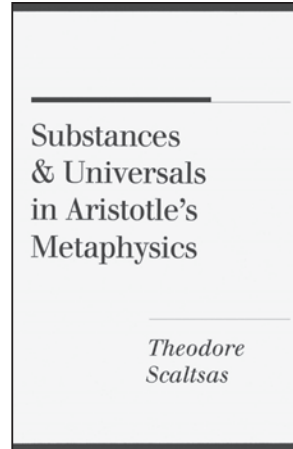 Substances
& Universals
in Aristotle's
Metaphysics
Theodore
Scaltsas